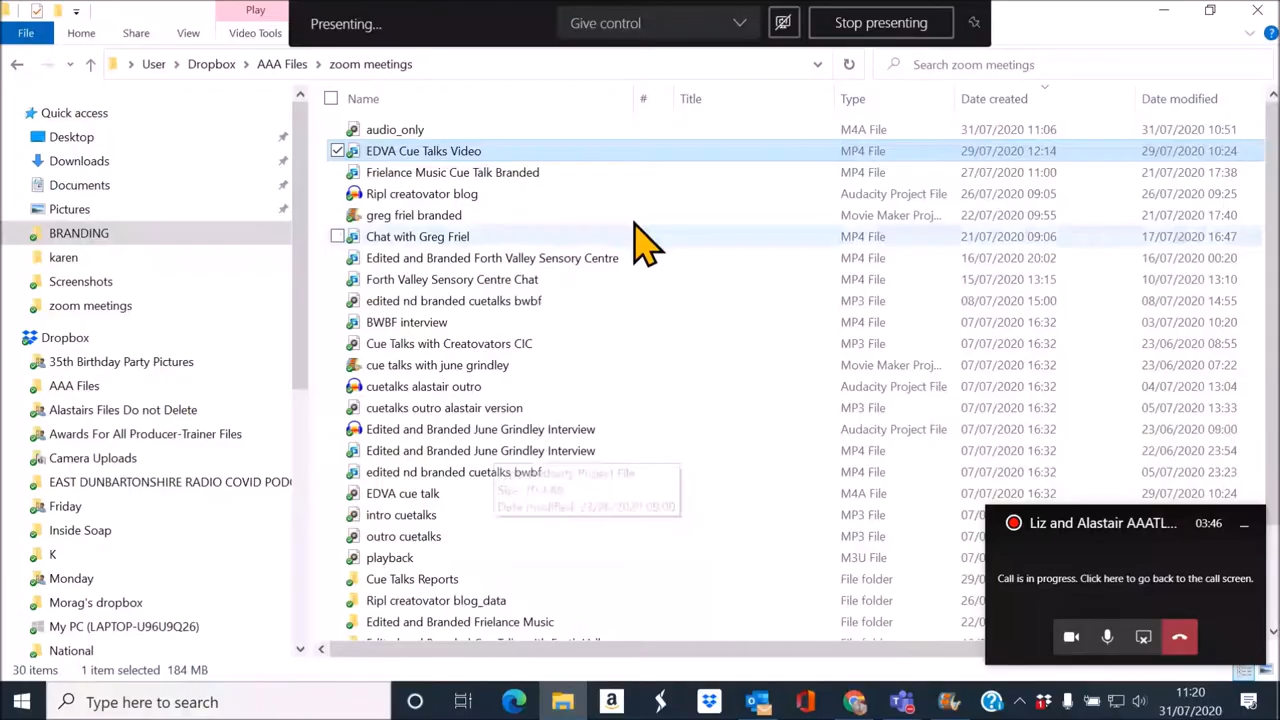 Play
Presenting...
Give control
Stop presenting
File
Home
Share
View
Video Tools
User
Dropbox
AAA Files
zoom meetings
Search zoom meetings
Quick access
Desktop
Downloads
Documents
Pictures
BRANDING
karen
Screenshots
zoom meetings
Dropbox
35th Birthday Party Pictures
AAA Files
Alastairs Files Do not Delete
Awards For All Producer-Trainer Files
Camera Uploads
EAST DUNBARTONSHIRE RADIO COVID PODC
Friday
Inside Soap
K
Monday
Morag's dropbox
My PC (LAPTOP-U96U9Q26)
National
Name # Title Type Date created Date modified
audio_only M4A File 31/07/2020 11:06 31/07/2020 10:51
EDVA Cue Talks Video MP4 File 29/07/2020 12:14 29/07/2020 10:24
Frielance Music Cue Talk Branded MP4 File 27/07/2020 11:00 21/07/2020 17:38
Ripl creatovator blog Audacity Project File 26/07/2020 09:05 26/07/2020 09:25
greg friel branded Movie Maker Proj... 22/07/2020 09:55 21/07/2020 17:40
Chat with Greg Friel MP4 File 21/07/2020 09:06 17/07/2020 16:47
Edited and Branded Forth Valley Sensory Centre MP4 File 16/07/2020 20:02 16/07/2020 00:20
Forth Valley Sensory Centre Chat MP4 File 15/07/2020 13:15 10/07/2020 13:10
edited nd branded cuetalks bwbf MP3 File 08/07/2020 15:00 08/07/2020 14:55
BWBF interview MP4 File 07/07/2020 16:32 03/07/2020 10:20
Cue Talks with Creatovators CIC MP3 File 07/07/2020 16:32 23/06/2020 08:55
cue talks with june grindley Movie Maker Proj... 07/07/2020 16:32 23/06/2020 07:22
cuetalks alastair outro Audacity Project File 07/07/2020 16:32 04/07/2020 13:04
cuetalks outro alastair version MP3 File 07/07/2020 16:32 05/07/2020 13:33
Edited and Branded June Grindley Interview Audacity Project File 07/07/2020 16:32 23/06/2020 09:00
Edited and Branded June Grindley Interview MP4 File 07/07/2020 16:32 22/06/2020 23:05
edited nd branded cuetalks bwbf MP4 File 07/07/2020 16:32 05/07/2020 23:23
EDVA cue talk M4A File 07/07/2020 16:32 29/07/2020 10:24
intro cuetalks MP3 File 07/0
outro cuetalks MP3 File 07/0
playback M3U File 07/0
Cue Talks Reports File folder 29/0
Ripl creatovator blog_data File folder 26/0
Edited and Branded Frielance Music File folder 22/0
Liz and Alastair AAATL... 03:46
Call is in progress. Click here to go back to the call screen.
30 items 1 item selected 184 MB
Type here to search
11:20
31/07/2020